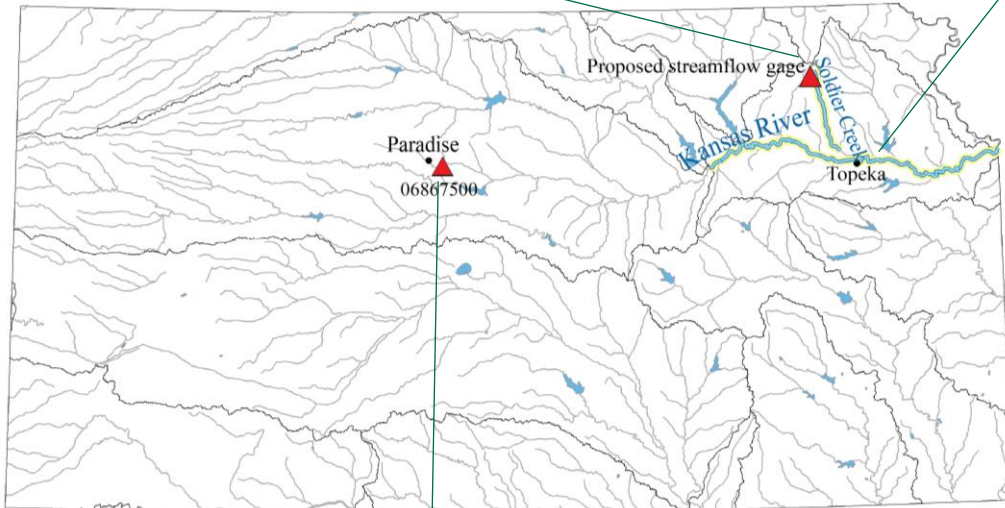 Proposed streamflow gage
Soldier Creek
Kansas River
Paradise
Topeka
06867500